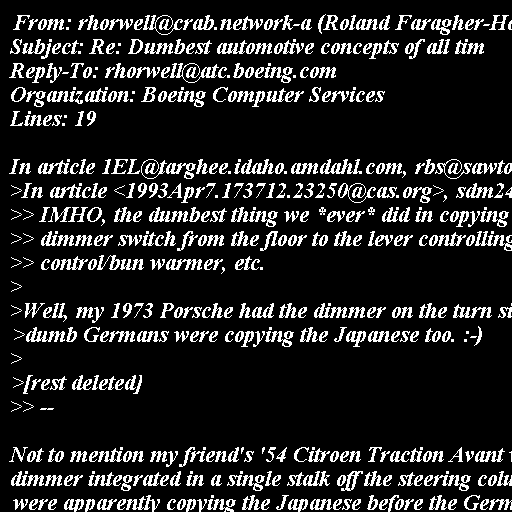 From: rhorwell@crab.network-a (Roland Faragher-Ho
Subject: Re: Dumbest automotive concepts of all tim
Reply-To: rhorwell@atc.boeing.com
Organization: Boeing Computer Services
Lines: 19

In article 1EL@targhee.idaho.amdahl.com, rbs@sawto
>In article <1993Apr7.173712.23250@cas.org>, sdm24
>> IMHO, the dumbest thing we *ever* did in copying
>> dimmer switch from the floor to the lever controlling
>> control/bun warmer, etc.
>
>Well, my 1973 Porsche had the dimmer on the turn si
>dumb Germans were copying the Japanese too. :-)
>
>[rest deleted]
>> --

Not to mention my friend's '54 Citroen Traction Avant w
dimmer integrated in a single stalk off the steering colu
were apparently copying the Japanese before the Germ